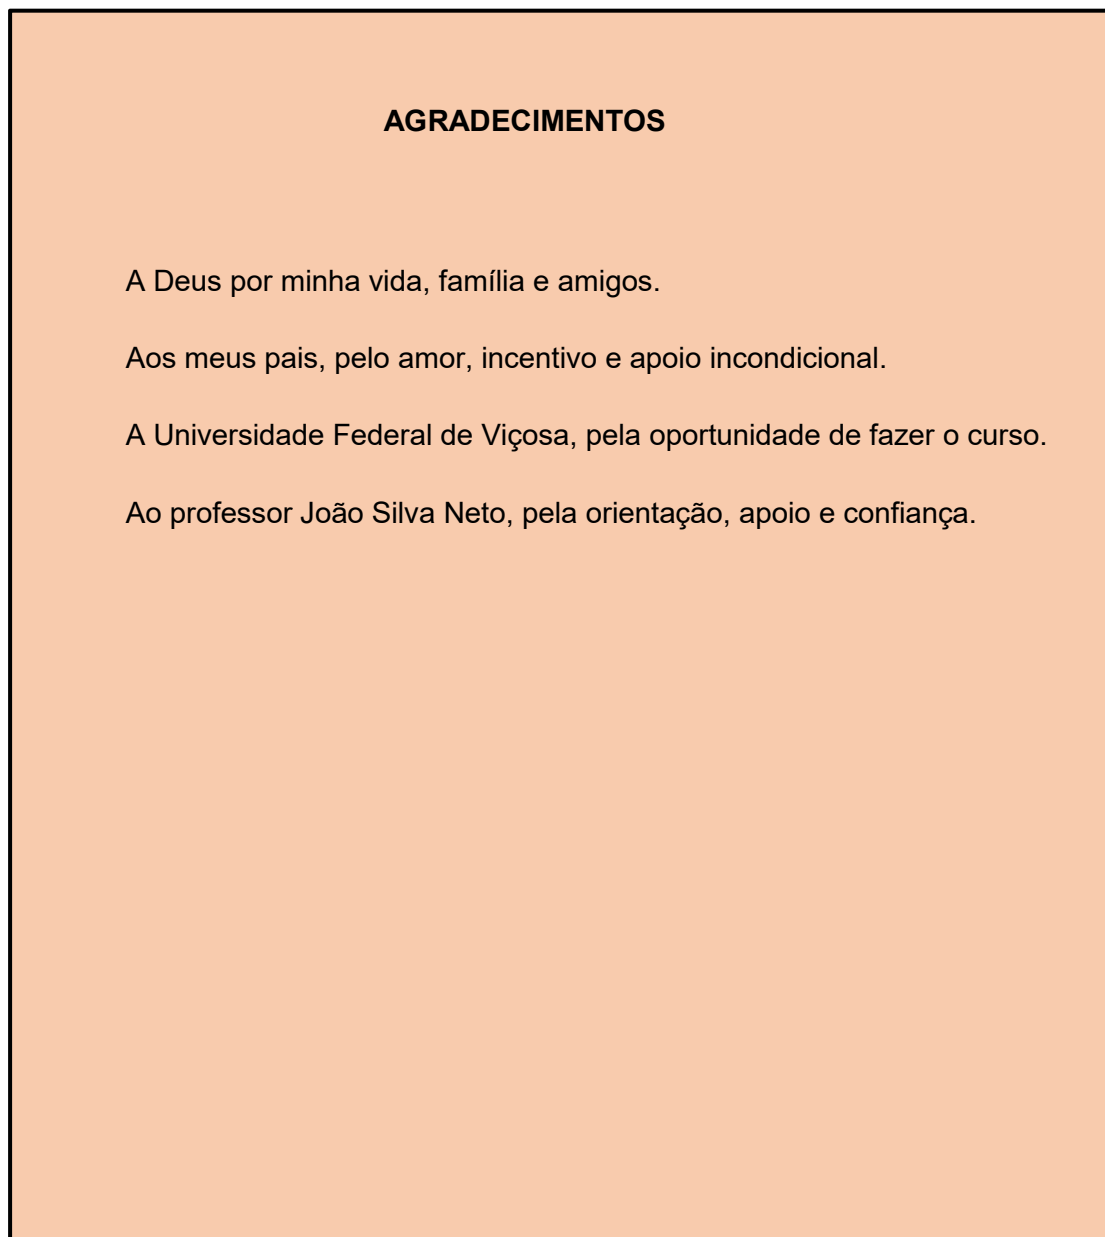 AGRADECIMENTOS
A Deus por minha vida, família e amigos.
Aos meus pais, pelo amor, incentivo e apoio incondicional.
A Universidade Federal de Viçosa, pela oportunidade de fazer o curso.
Ao professor João Silva Neto, pela orientação, apoio e confiança.